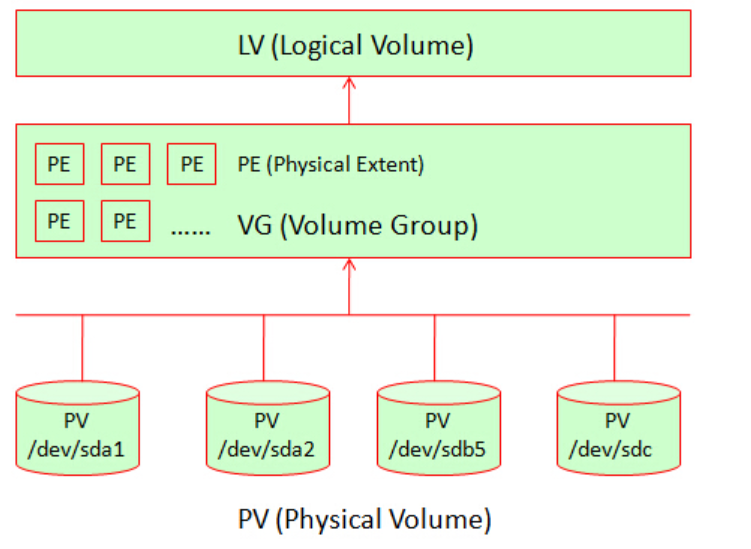 LV (Logical Volume)
PE PE PE PE (Physical Extent)
PE PE ...... VG (Volume Group)
PV PV PV PV
/dev/sda1 /dev/sda2 /dev/sdb5 /dev/sdc
PV (Physical Volume)